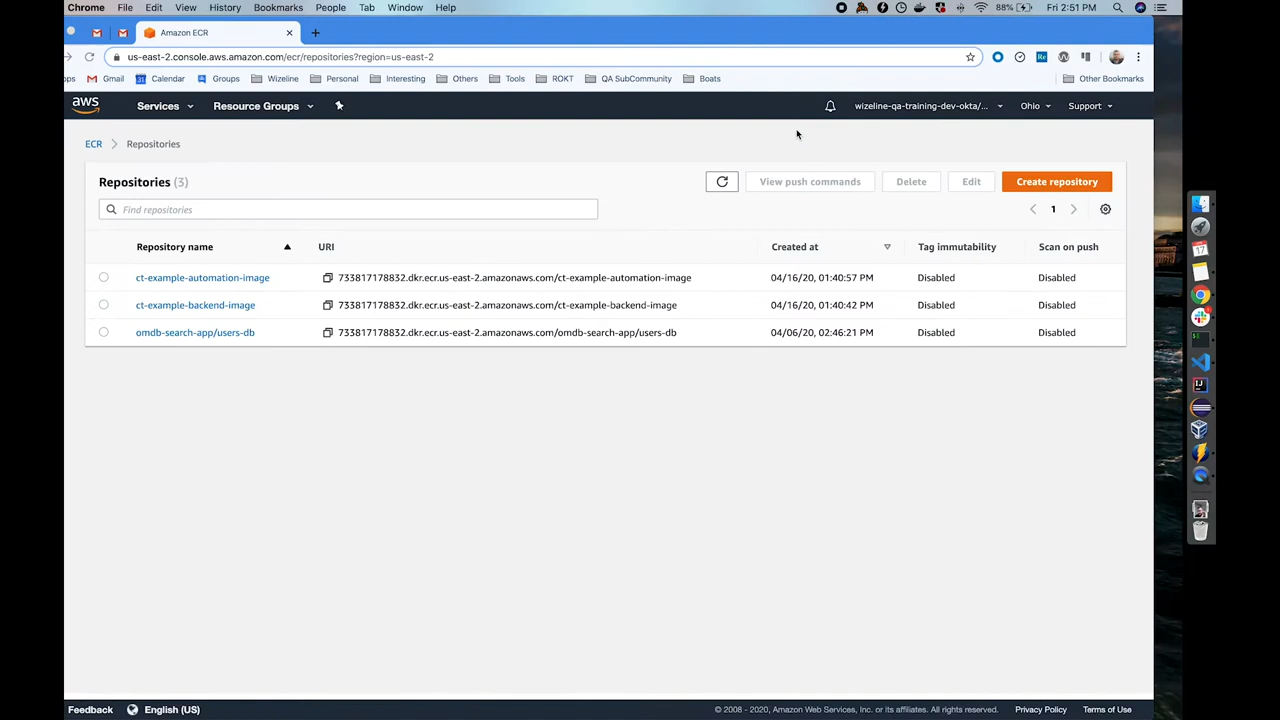 Chrome File Edit View History Bookmarks People Tab Window Help 88% Fri 2:51 PM
Amazon ECR
us-east-2.console.aws.amazon.com/ecr/repositories?region=us-east-2
ops Gmail Calendar Groups Wizeline Personal Interesting Others Tools ROKT QA SubCommunity Boats Other Bookmarks
aws Services Resource Groups wizeline-qa-training-dev-okta/... Ohio Support
ECR Repositories
Repositories (3) View push commands Delete Edit Create repository
Find repositories 1
Repository name URI Created at Tag immutability Scan on push
ct-example-automation-image 733817178832.dkr.ecr.us-east-2.amazonaws.com/ct-example-automation-image 04/16/20, 01:40:57 PM Disabled Disabled
ct-example-backend-image 733817178832.dkr.ecr.us-east-2.amazonaws.com/ct-example-backend-image 04/16/20, 01:40:42 PM Disabled Disabled
omdb-search-app/users-db 733817178832.dkr.ecr.us-east-2.amazonaws.com/omdb-search-app/users-db 04/06/20, 02:46:21 PM Disabled Disabled
Feedback English (US) © 2008 - 2020, Amazon Web Services, Inc. or its affiliates. All rights reserved. Privacy Policy Terms of Use